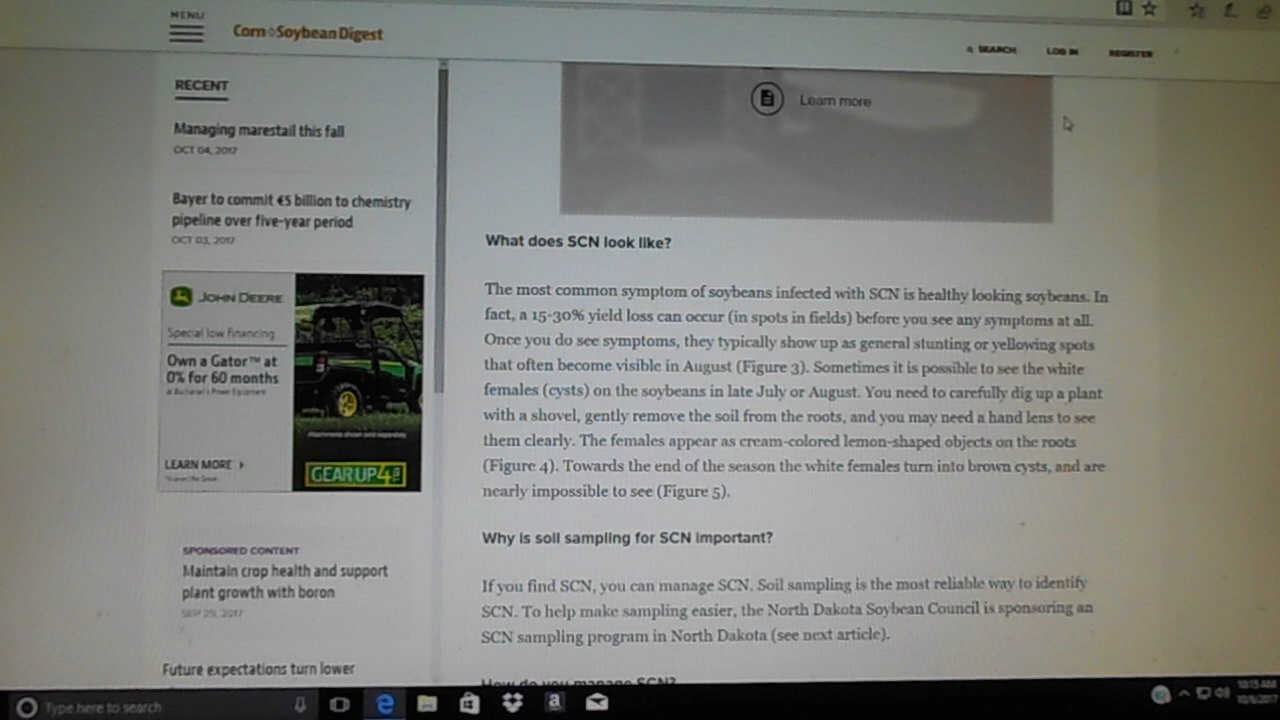 MENU
Corn Soybean Digest
SEARCH
LOG IN
REGISTER
RECENT
Managing marestail this fall
OCT 04, 2017
Bayer to commit €5 billion to chemistry
pipeline over five-year period
OCT 03, 2017
JOHN DEERE
Special low financing
Own a Gator™ at
0% for 60 months
LEARN MORE
GEAR UP 4
SPONSORED CONTENT
Maintain crop health and support
plant growth with boron
SEP 29, 2017
Future expectations turn lower
Learn more
What does SCN look like?
The most common symptom of soybeans infected with SCN is healthy looking soybeans. In
fact, a 15-30% yield loss can occur (in spots in fields) before you see any symptoms at all.
Once you do see symptoms, they typically show up as general stunting or yellowing spots
that often become visible in August (Figure 3). Sometimes it is possible to see the white
females (cysts) on the soybeans in late July or August. You need to carefully dig up a plant
with a shovel, gently remove the soil from the roots, and you may need a hand lens to see
them clearly. The females appear as cream-colored lemon-shaped objects on the roots
(Figure 4). Towards the end of the season the white females turn into brown cysts, and are
nearly impossible to see (Figure 5).
Why is soil sampling for SCN important?
If you find SCN, you can manage SCN. Soil sampling is the most reliable way to identify
SCN. To help make sampling easier, the North Dakota Soybean Council is sponsoring an
SCN sampling program in North Dakota (see next article).
How do you manage SCN?
Type here to search
10:15 AM